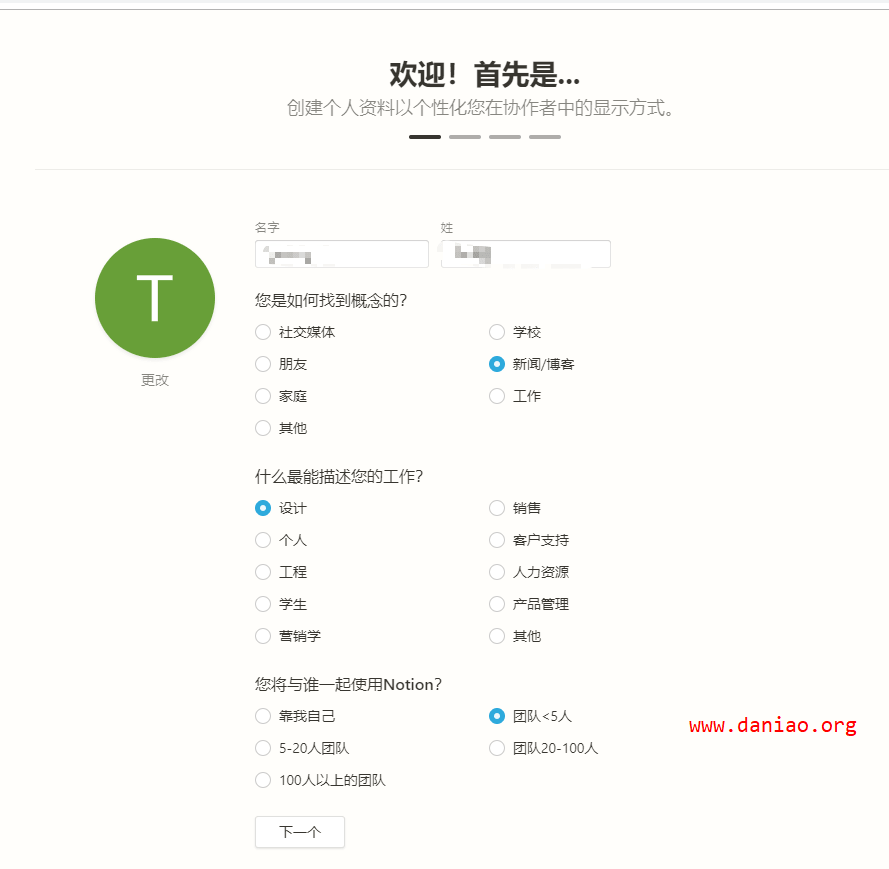 欢迎！首先是...
创建个人资料以个性化您在协作者中的显示方式。
名字 姓
T
更改
您是如何找到概念的？
社交媒体 学校
朋友 新闻/博客
家庭 工作
其他
什么最能描述您的工作？
设计 销售
个人 客户支持
工程 人力资源
学生 产品管理
营销学 其他
您将与谁一起使用Notion？
靠我自己 团队<5人
5-20人团队 团队20-100人
100人以上的团队
www.daniao.org
下一个